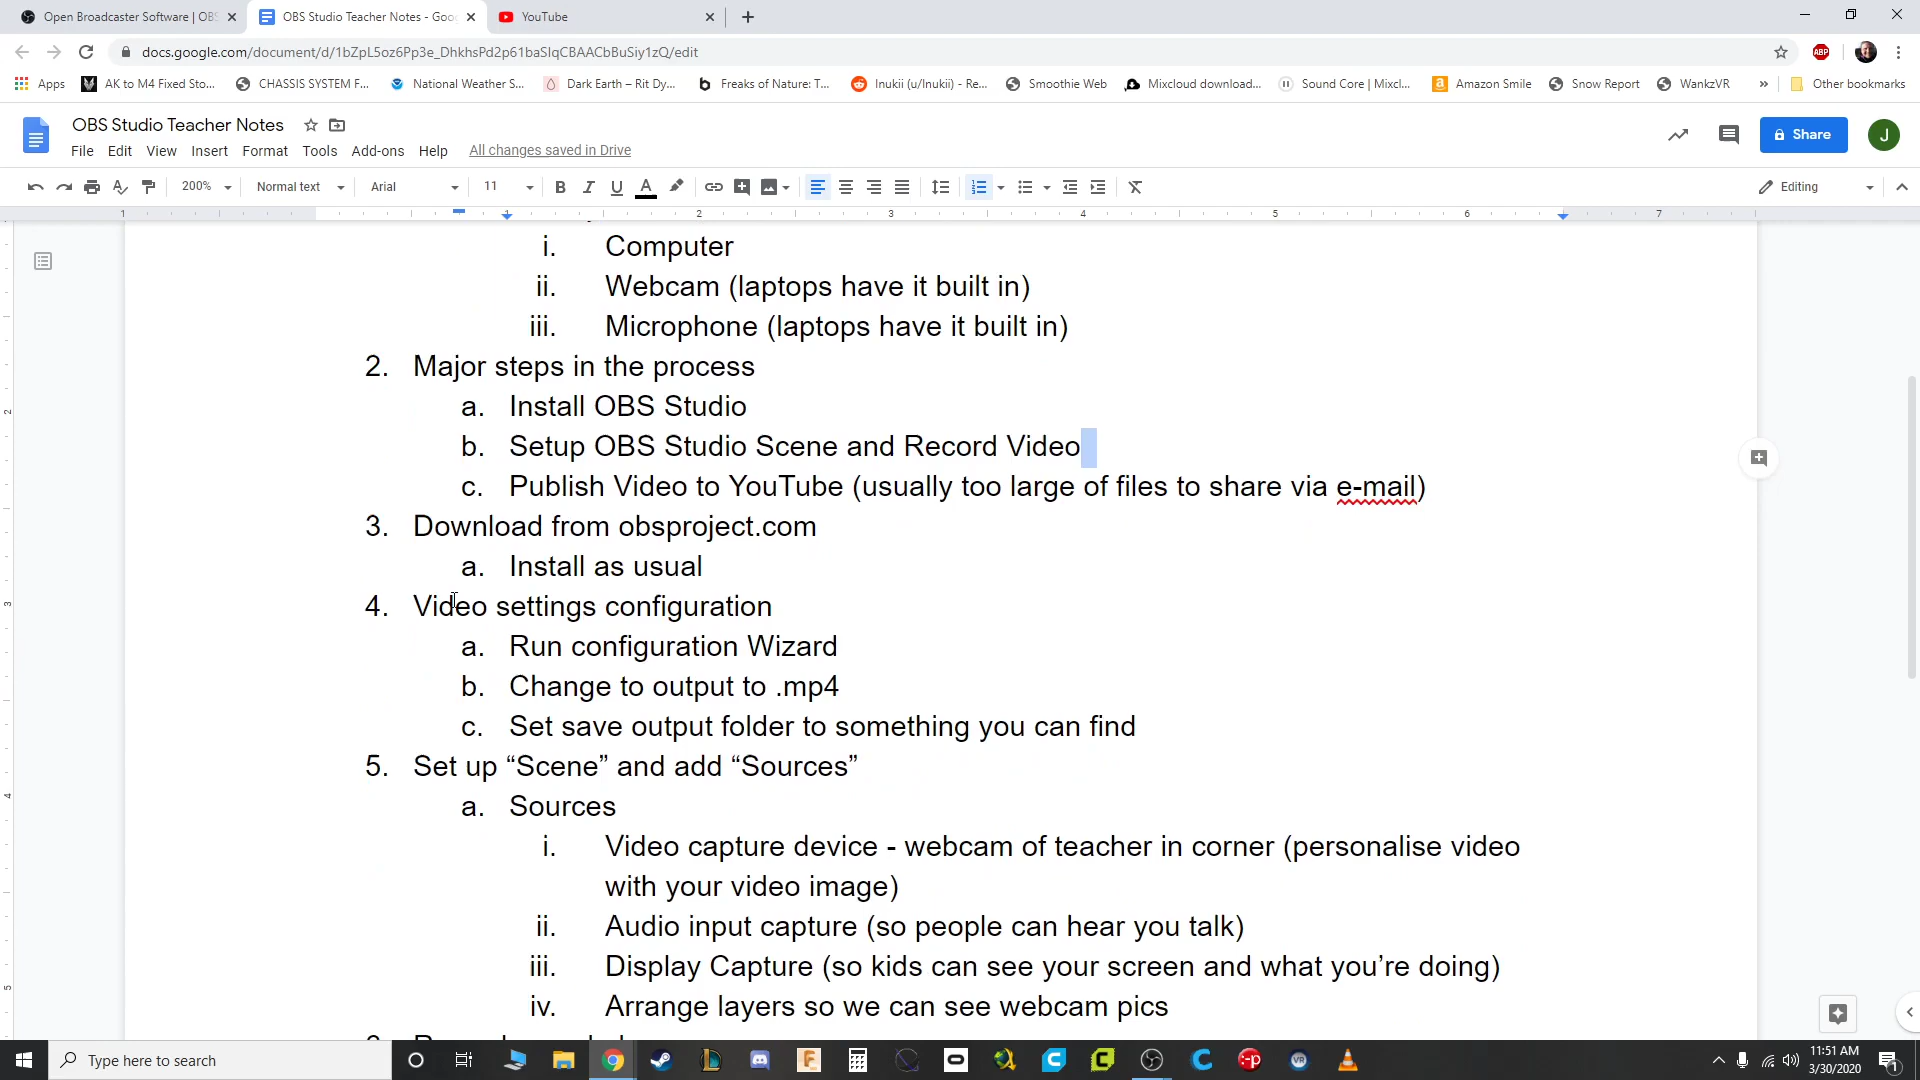 Open Broadcaster Software | OBS
OBS Studio Teacher Notes - Goo
YouTube
docs.google.com/document/d/1bZpL5oz6Pp3e_DhkhsPd2p61baSlqCBAACbBuSiy1zQ/edit
ABP
Apps
AK to M4 Fixed Sto...
CHASSIS SYSTEM F...
National Weather S...
Dark Earth – Rit Dy...
Freaks of Nature: T...
Inukii (u/Inukii) - Re...
Smoothie Web
Mixcloud download...
Sound Core | Mixcl...
Amazon Smile
Snow Report
WankzVR
»
Other bookmarks
OBS Studio Teacher Notes
Share
J
File Edit View Insert Format Tools Add-ons Help All changes saved in Drive
200% Normal text Arial 11 B I U A Editing
1 1 2 3 4 5 6 7
i. Computer
ii. Webcam (laptops have it built in)
iii. Microphone (laptops have it built in)
2. Major steps in the process
a. Install OBS Studio
b. Setup OBS Studio Scene and Record Video
c. Publish Video to YouTube (usually too large of files to share via e-mail)
3. Download from obsproject.com
a. Install as usual
4. Video settings configuration
a. Run configuration Wizard
b. Change to output to .mp4
c. Set save output folder to something you can find
5. Set up “Scene” and add “Sources”
a. Sources
i. Video capture device - webcam of teacher in corner (personalise video
with your video image)
ii. Audio input capture (so people can hear you talk)
iii. Display Capture (so kids can see your screen and what you’re doing)
iv. Arrange layers so we can see webcam pics
Type here to search
11:51 AM
3/30/2020
1